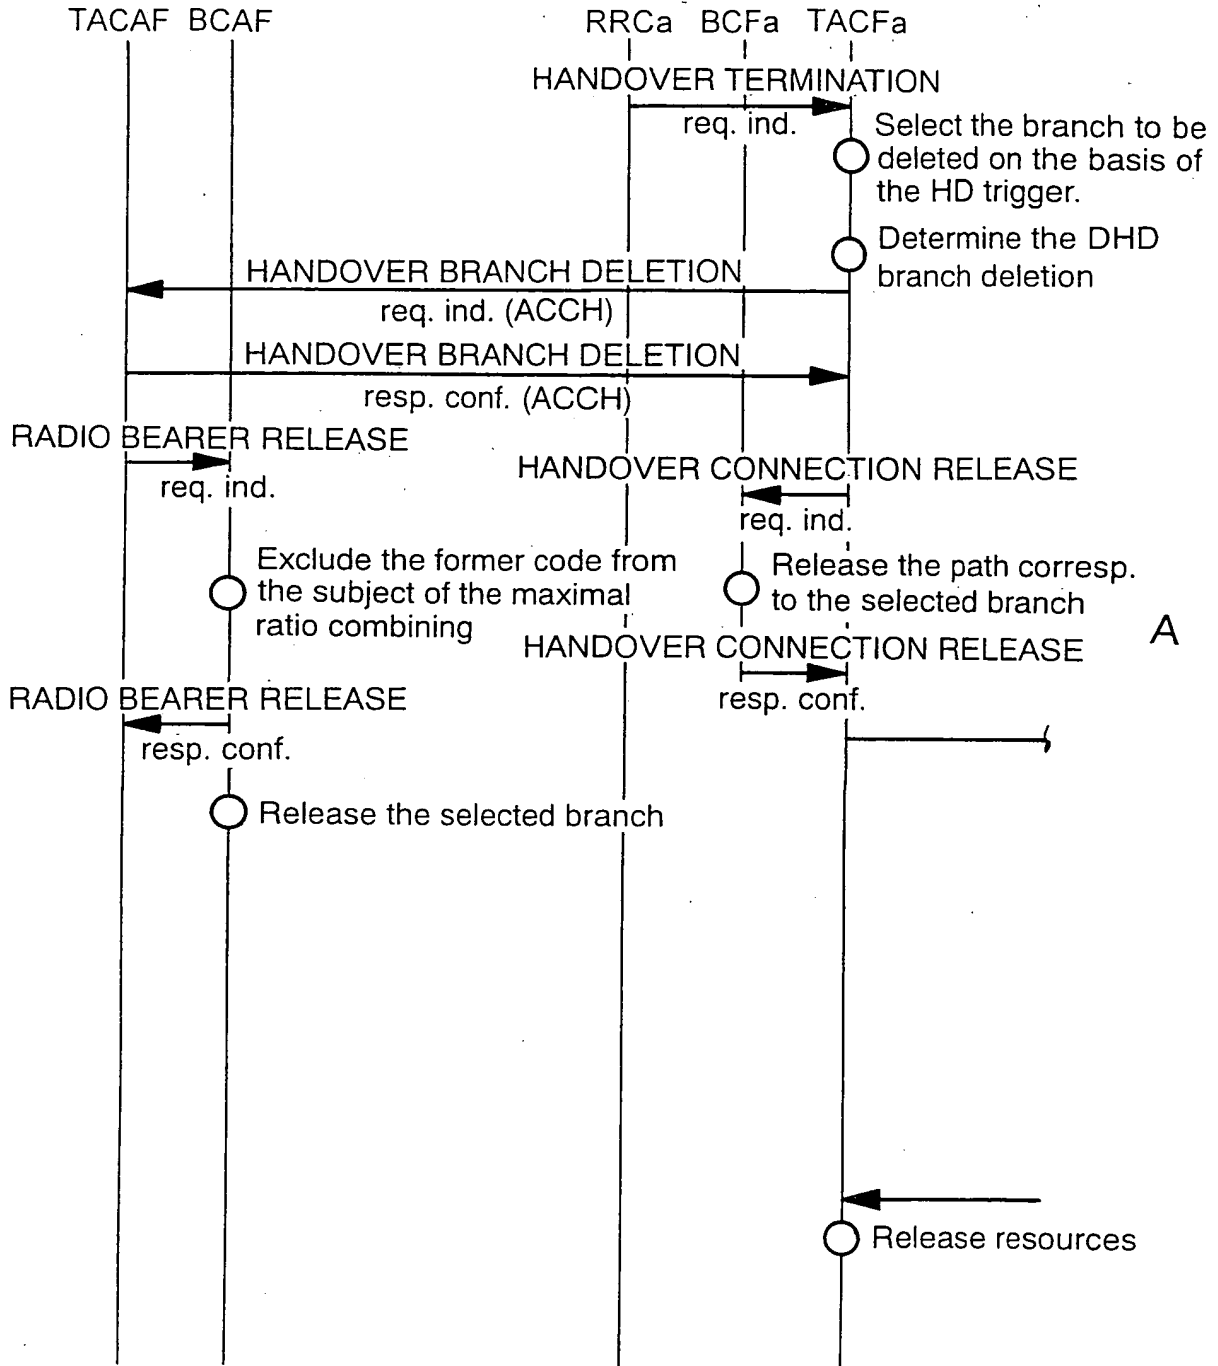 TACAF BCAF RRCa BCFa TACFa
HANDOVER TERMINATION
req. ind.
Select the branch to be
deleted on the basis of
the HD trigger.
Determine the DHD
branch deletion
HANDOVER BRANCH DELETION
req. ind. (ACCH)
HANDOVER BRANCH DELETION
resp. conf. (ACCH)
RADIO BEARER RELEASE
req. ind.
HANDOVER CONNECTION RELEASE
req. ind.
Exclude the former code from
the subject of the maximal
ratio combining
Release the path corresp.
to the selected branch
A
HANDOVER CONNECTION RELEASE
resp. conf.
RADIO BEARER RELEASE
resp. conf.
Release the selected branch
Release resources